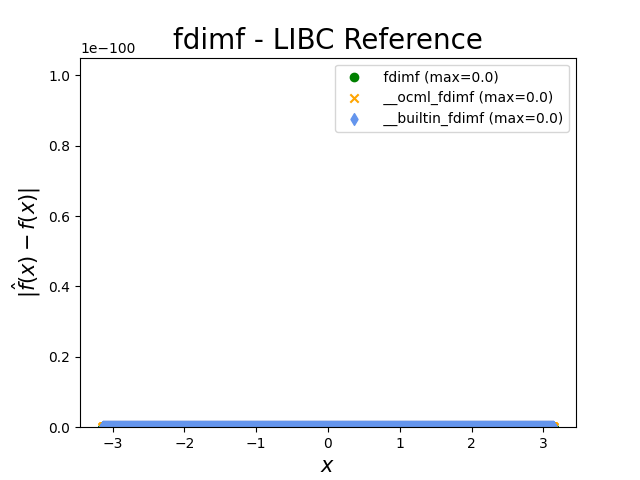 fdimf - LIBC Reference
1e−100
1.0
0.8
0.6
0.4
0.2
0.0
|f̂(x) − f(x)|
fdimf (max=0.0)
__ocml_fdimf (max=0.0)
__builtin_fdimf (max=0.0)
−3 −2 −1 0 1 2 3
x